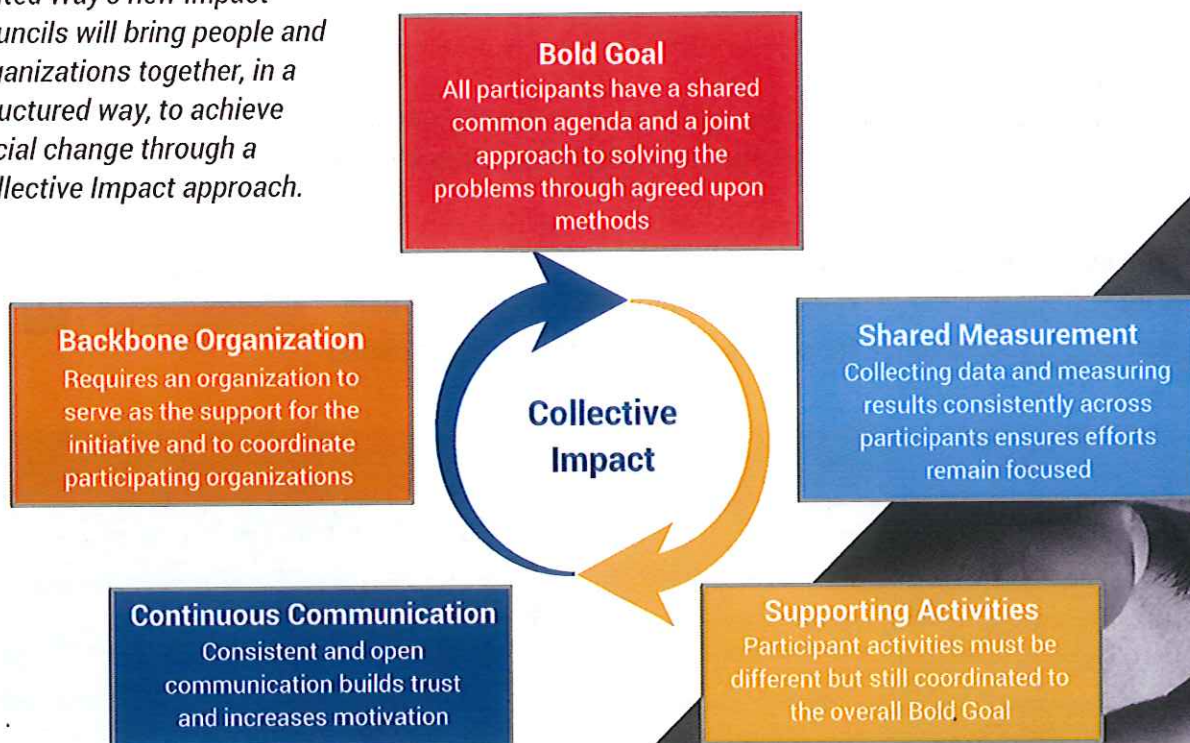 uncils will bring people and
ganizations together, in a
uctured way, to achieve
cial change through a
llective Impact approach.
Bold Goal
All participants have a shared
common agenda and a joint
approach to solving the
problems through agreed upon
methods
Backbone Organization
Requires an organization to
serve as the support for the
initiative and to coordinate
participating organizations
Collective
Impact
Shared Measurement
Collecting data and measuring
results consistently across
participants ensures efforts
remain focused
Continuous Communication
Consistent and open
communication builds trust
and increases motivation
Supporting Activities
Participant activities must be
different but still coordinated to
the overall Bold Goal